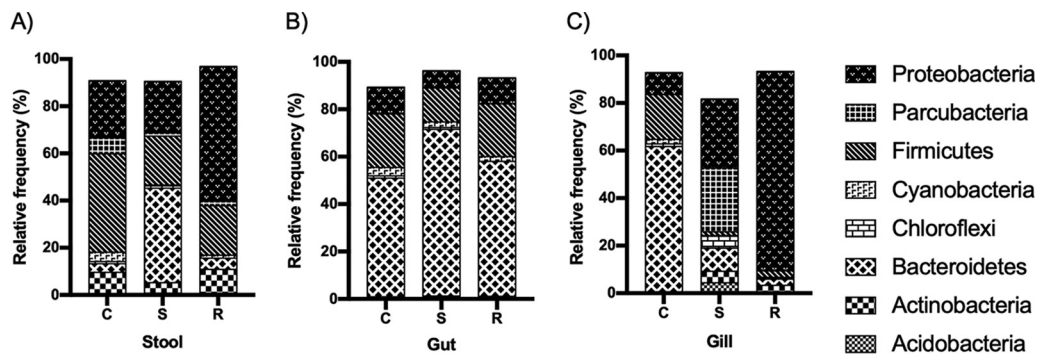 A)
B)
C)
Relative frequency (%)
100
80
60
40
20
0
C S R
Stool
Relative frequency (%)
100
80
60
40
20
0
C S R
Gut
Relative frequency (%)
100
80
60
40
20
0
C S R
Gill
Proteobacteria
Parcubacteria
Firmicutes
Cyanobacteria
Chloroflexi
Bacteroidetes
Actinobacteria
Acidobacteria